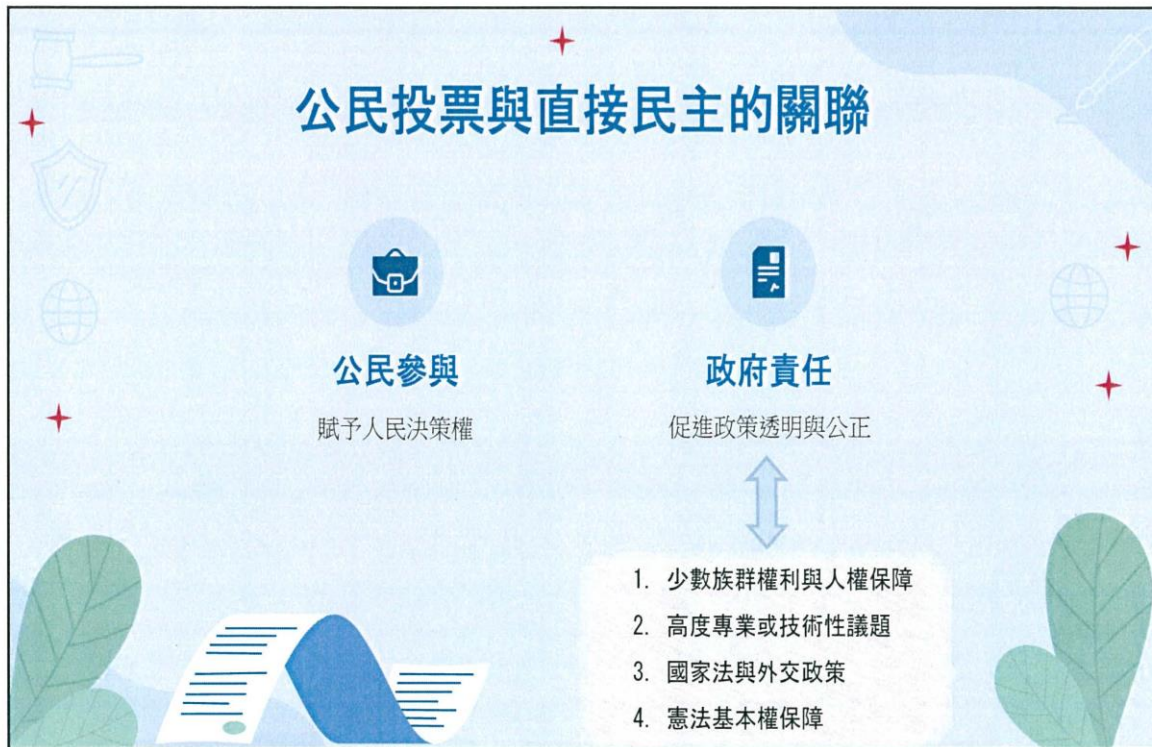 公民投票與直接民主的關聯
公民參與
賦予人民決策權
政府責任
促進政策透明與公正
1. 少數族群權利與人權保障
2. 高度專業或技術性議題
3. 國家法與外交政策
4. 憲法基本權保障